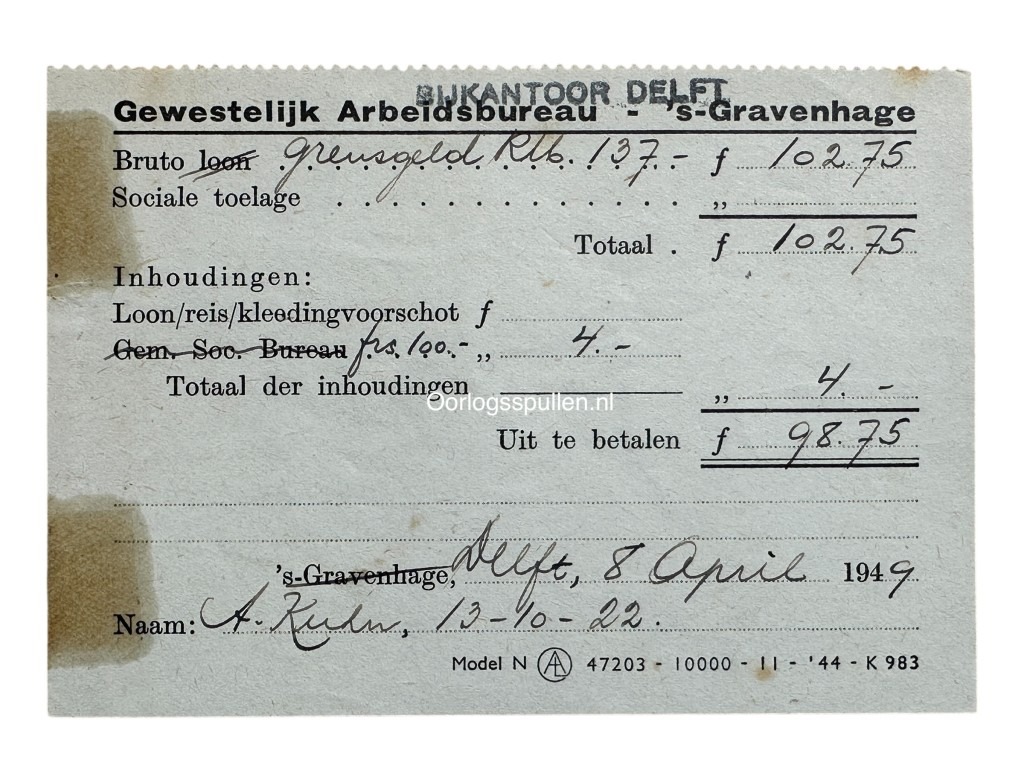 BIJKANTOOR DELFT
Gewestelijk Arbeidsbureau - 's-Gravenhage
Bruto loon grensgeld Rb. 137.- f 102.75
Sociale toelage . . . . . . . . . . . . . ,,
Totaal . f 102.75
Inhoudingen:
Loon/reis/kleedingvoorschot f
Gem. Soc. Bureau frs. 100.- ,, 4.-
Totaal der inhoudingen ,, 4.-
Oorlogsspullen.nl
Uit te betalen f 98.75
's-Gravenhage, Delft, 8 April 1949
Naam: A. 13-10-22.
Model N AL 47203 - 10000 - 11 - '44 - K 983